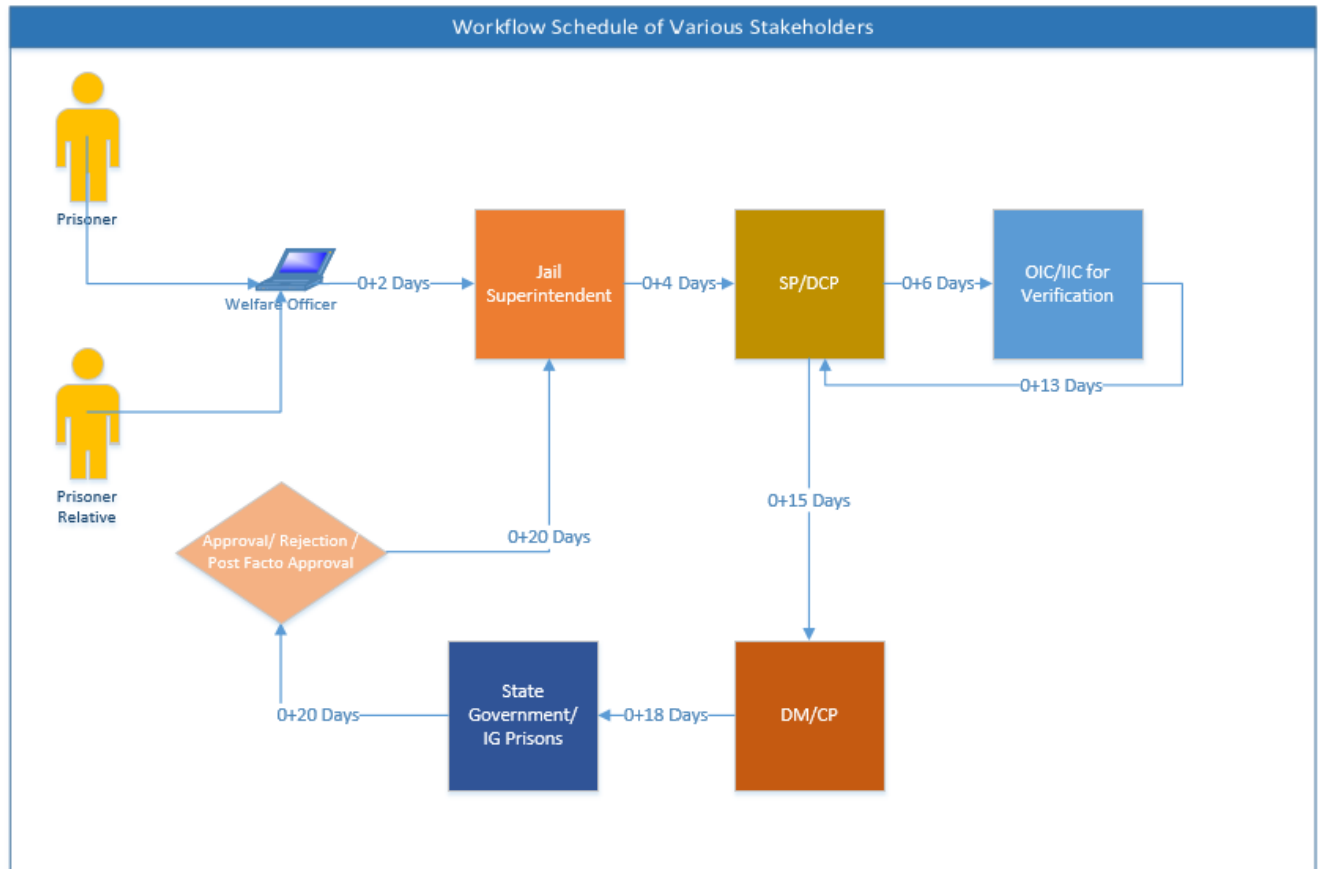 Workflow Schedule of Various Stakeholders
Prisoner
Welfare Officer
0+2 Days
Jail
Superintendent
0+4 Days
SP/DCP
0+6 Days
OIC/IIC for
Verification
0+13 Days
Prisoner
Relative
Approval/ Rejection /
Post Facto Approval
0+20 Days
0+15 Days
0+20 Days
State
Government/
IG Prisons
0+18 Days
DM/CP